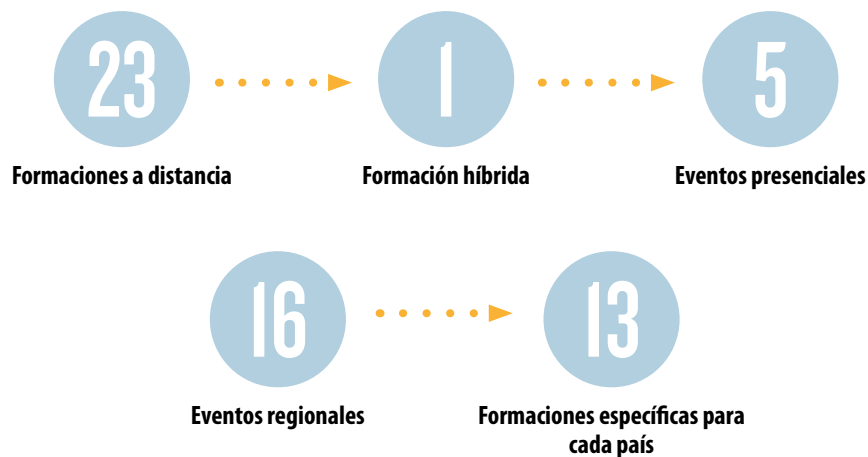 23
1
5
Formaciones a distancia
Formación híbrida
Eventos presenciales
16
13
Eventos regionales
Formaciones específicas para
cada país